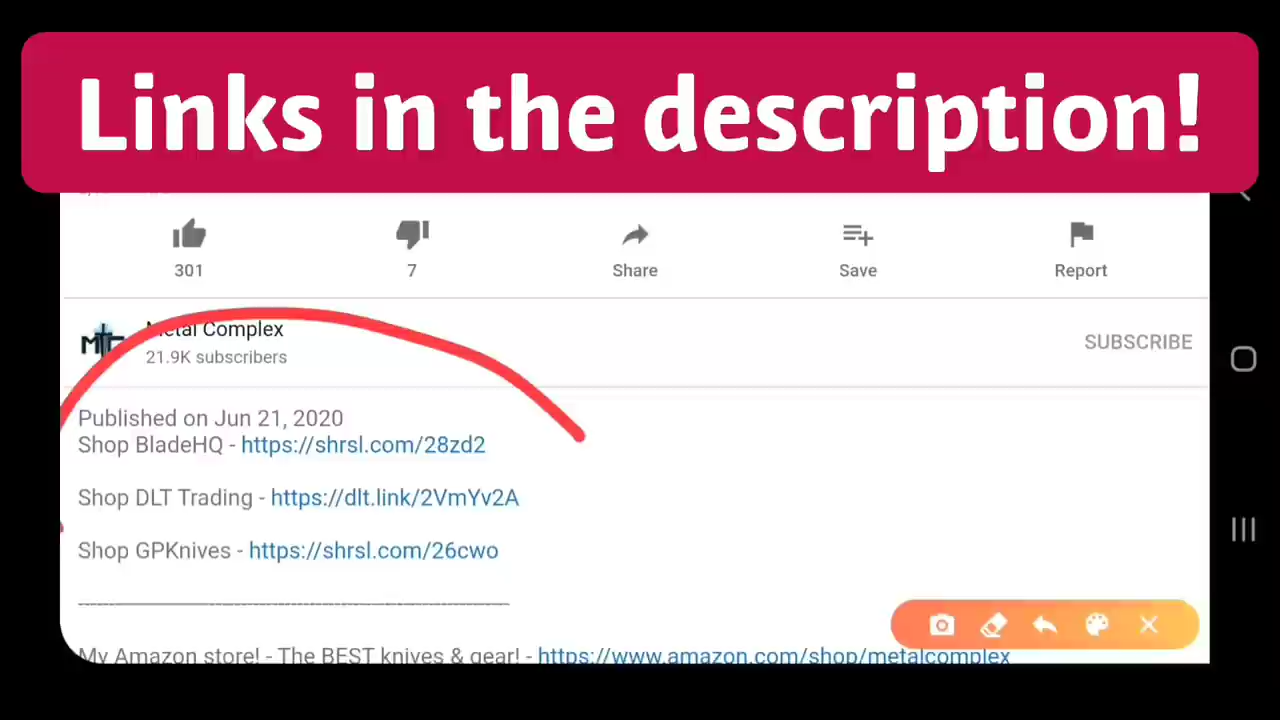 Links in the description!
301
7
Share
Save
Report
Metal Complex
21.9K subscribers
SUBSCRIBE
Published on Jun 21, 2020
Shop BladeHQ - https://shrsl.com/28zd2
Shop DLT Trading - https://dlt.link/2VmYv2A
Shop GPKnives - https://shrsl.com/26cwo
My Amazon store! - The BEST knives & gear! - https://www.amazon.com/shop/metalcomplex